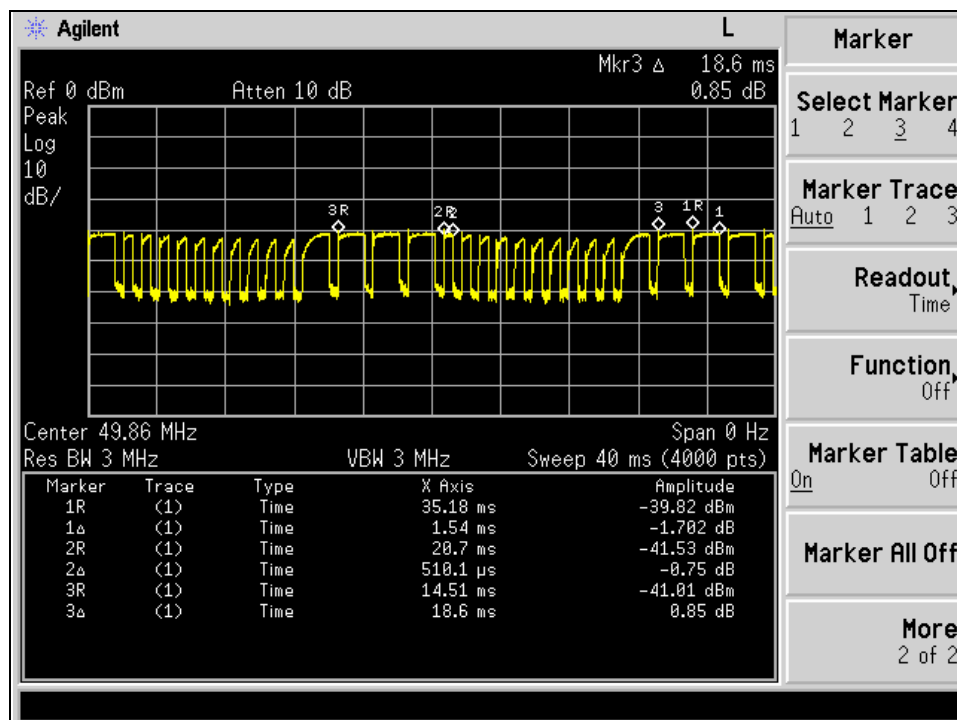 Agilent
L
Mkr3 Δ 18.6 ms
Ref 0 dBm Atten 10 dB 0.85 dB
Peak
Log
10
dB/
3R 2R 2 3 1R 1
Center 49.86 MHz Span 0 Hz
Res BW 3 MHz VBW 3 MHz Sweep 40 ms (4000 pts)
Marker Trace Type X Axis Amplitude
1R (1) Time 35.18 ms -39.82 dBm
1Δ (1) Time 1.54 ms -1.702 dB
2R (1) Time 20.7 ms -41.53 dBm
2Δ (1) Time 510.1 µs -0.75 dB
3R (1) Time 14.51 ms -41.01 dBm
3Δ (1) Time 18.6 ms 0.85 dB
Marker
Select Marker
1 2 3 4
Marker Trace
Auto 1 2 3
Readout
Time
Function
Off
Marker Table
On Off
Marker All Off
More
2 of 2